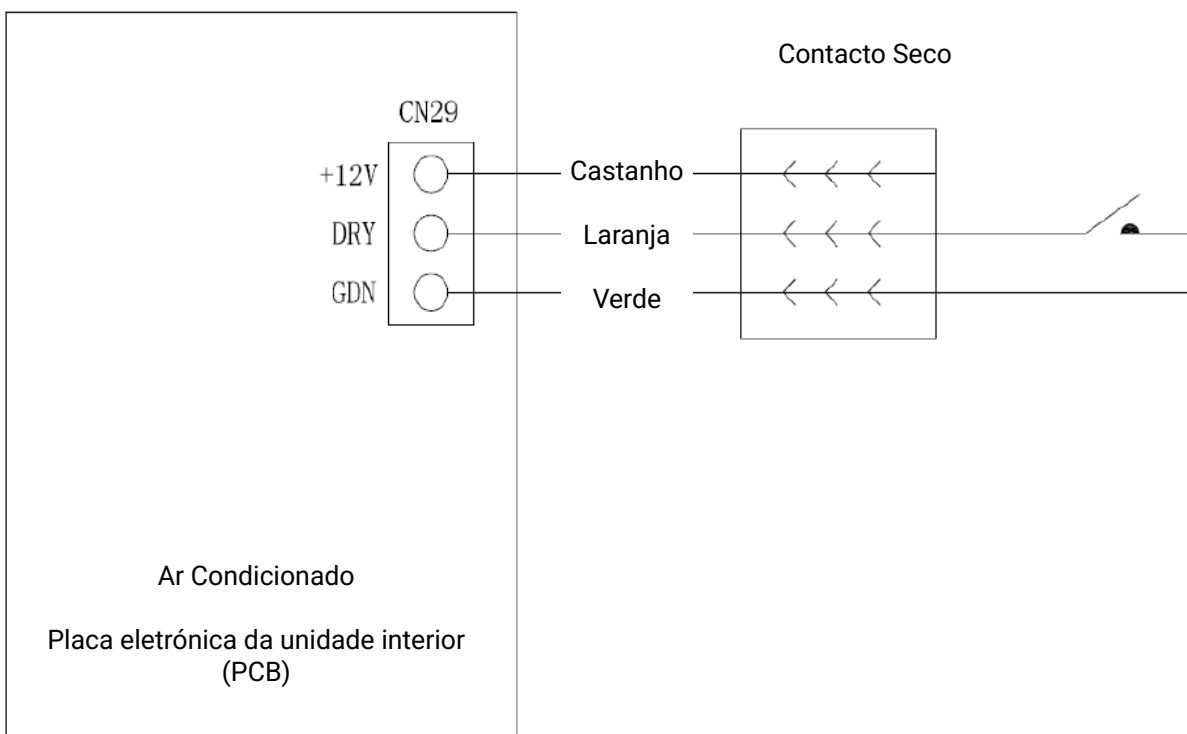 Contacto Seco
CN29
+12V
Castanho
DRY
Laranja
GDN
Verde
Ar Condicionado
Placa eletrónica da unidade interior
(PCB)